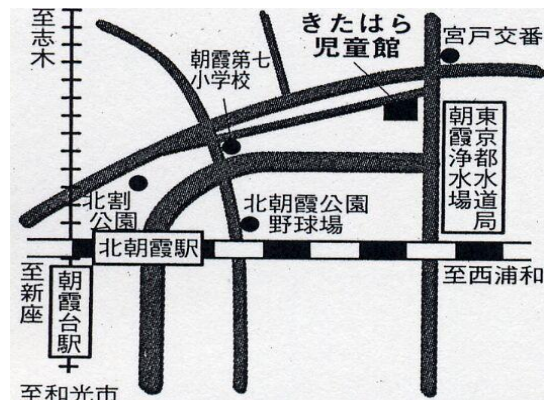 至志木
きたはら
児童館
宮戸交番
朝霞第七
小学校
東京都水道局
朝霞浄水場
北割
公園
北朝霞公園
野球場
北朝霞駅
至新座
朝霞台駅
至西浦和
至和光市